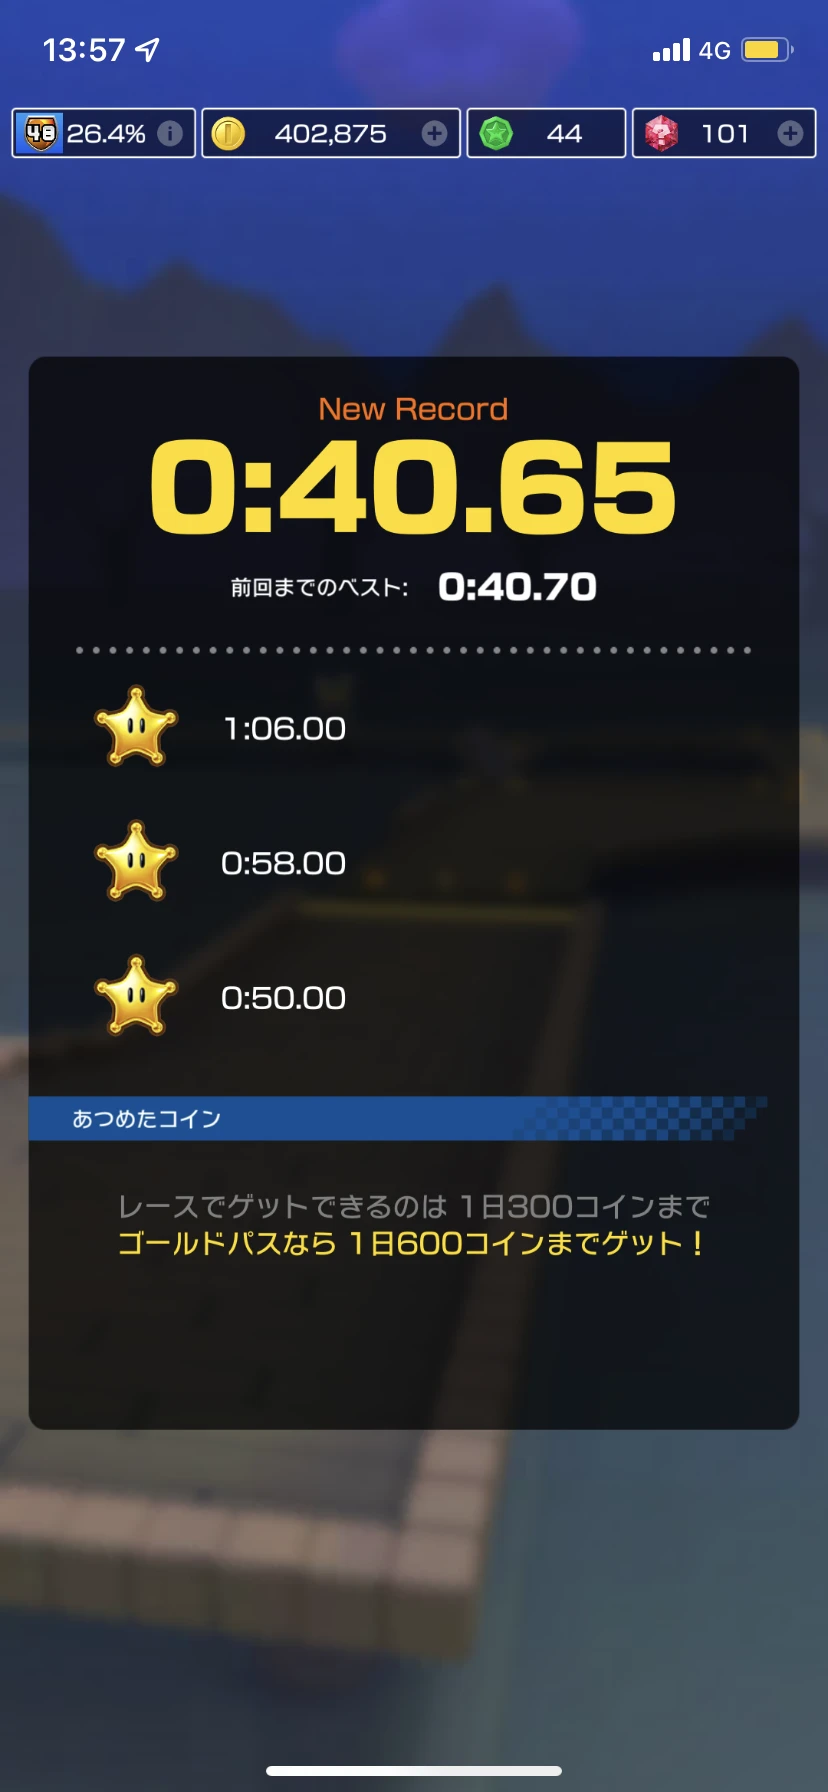 13:57
4G
48 26.4% 402,875 44 101
New Record
0:40.65
前回までのベスト: 0:40.70
1:06.00
0:58.00
0:50.00
あつめたコイン
レースでゲットできるのは 1日300コインまで
ゴールドパスなら 1日600コインまでゲット！